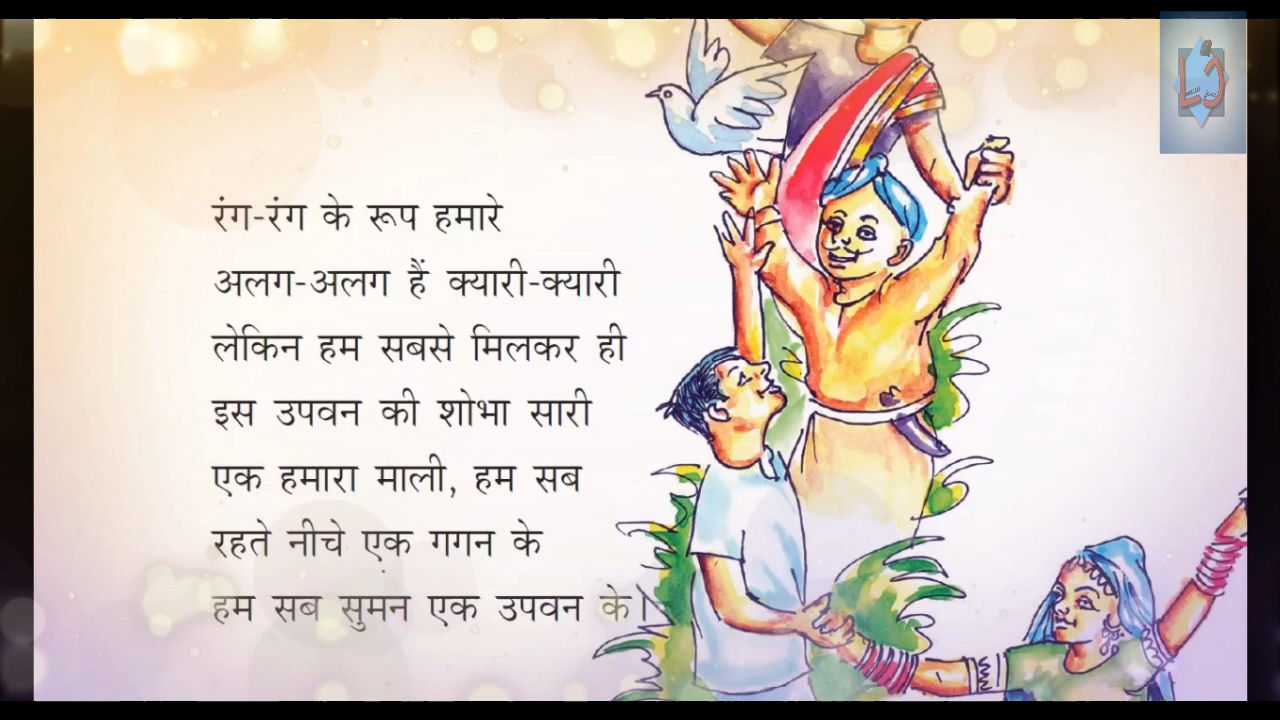 रंग-रंग के रूप हमारे
अलग-अलग हैं क्यारी-क्यारी
लेकिन हम सबसे मिलकर ही
इस उपवन की शोभा सारी
एक हमारा माली, हम सब
रहते नीचे एक गगन के
हम सब सुमन एक उपवन के।